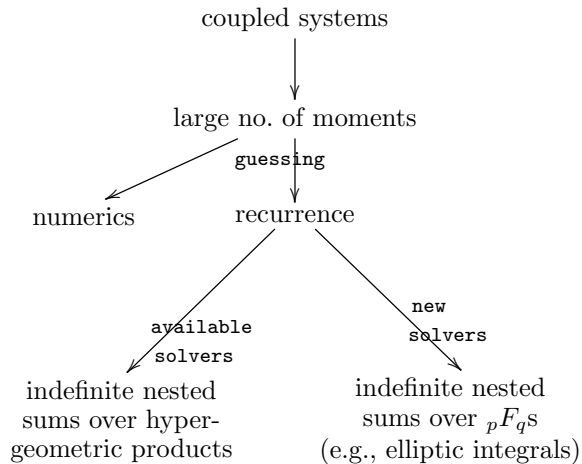 coupled systems
large no. of moments
guessing
numerics
recurrence
available
solvers
new
solvers
indefinite nested
sums over hyper-
geometric products
indefinite nested
sums over pFqs
(e.g., elliptic integrals)